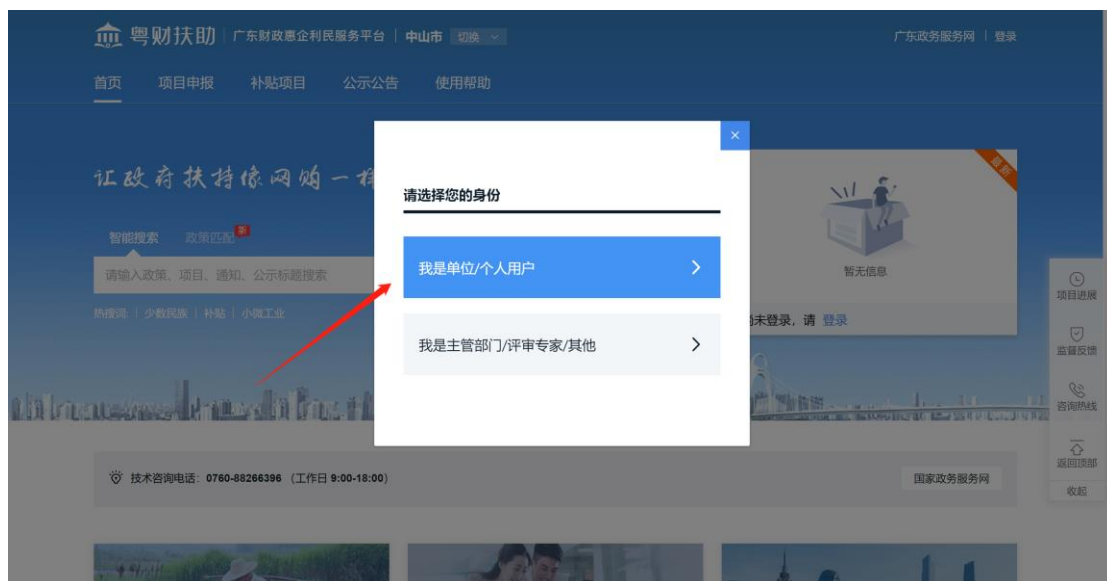 粤财扶助 广东财政惠企利民服务平台 中山市 切换 广东政务服务网 登录
首页 项目申报 补贴项目 公示公告 使用帮助
让政府扶持像网购一样
最新
请选择您的身份
智能搜索 政策匹配 新
请输入政策、项目、通知、公示标题搜索
我是单位/个人用户
暂无信息
项目进展
热搜词 少数民族 补贴 小微工业
尚未登录，请 登录
我是主管部门/评审专家/其他
监督反馈
咨询热线
返回顶部
技术咨询电话：0760-88266396 （工作日 9:00-18:00）
国家政务服务网
收起